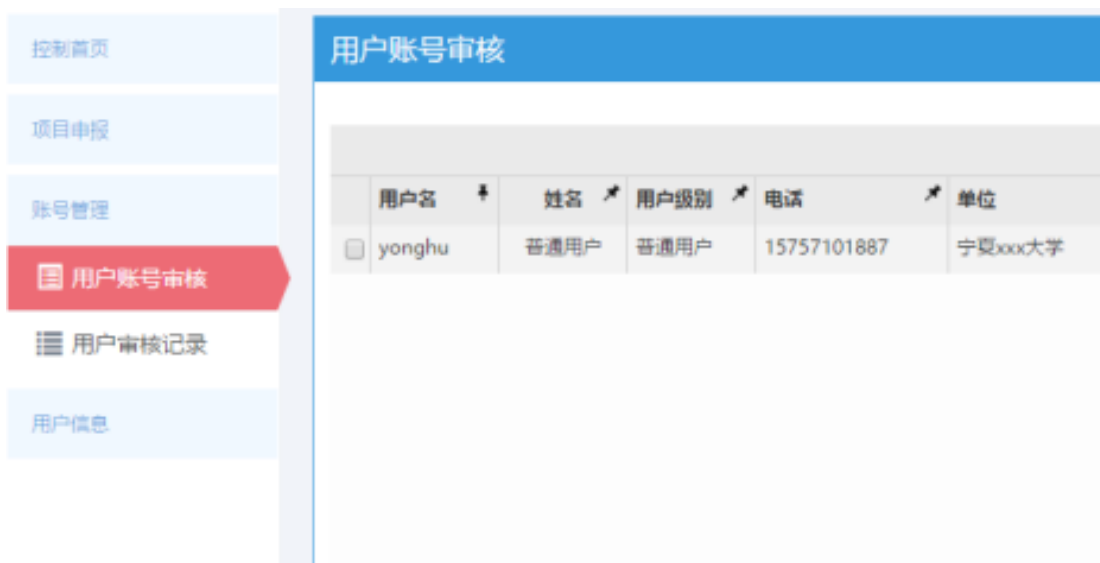 控制首页
项目申报
账号管理
用户账号审核
用户审核记录
用户信息
用户账号审核
用户名 姓名 用户级别 电话 单位
yonghu 普通用户 普通用户 15757101887 宁夏xxx大学